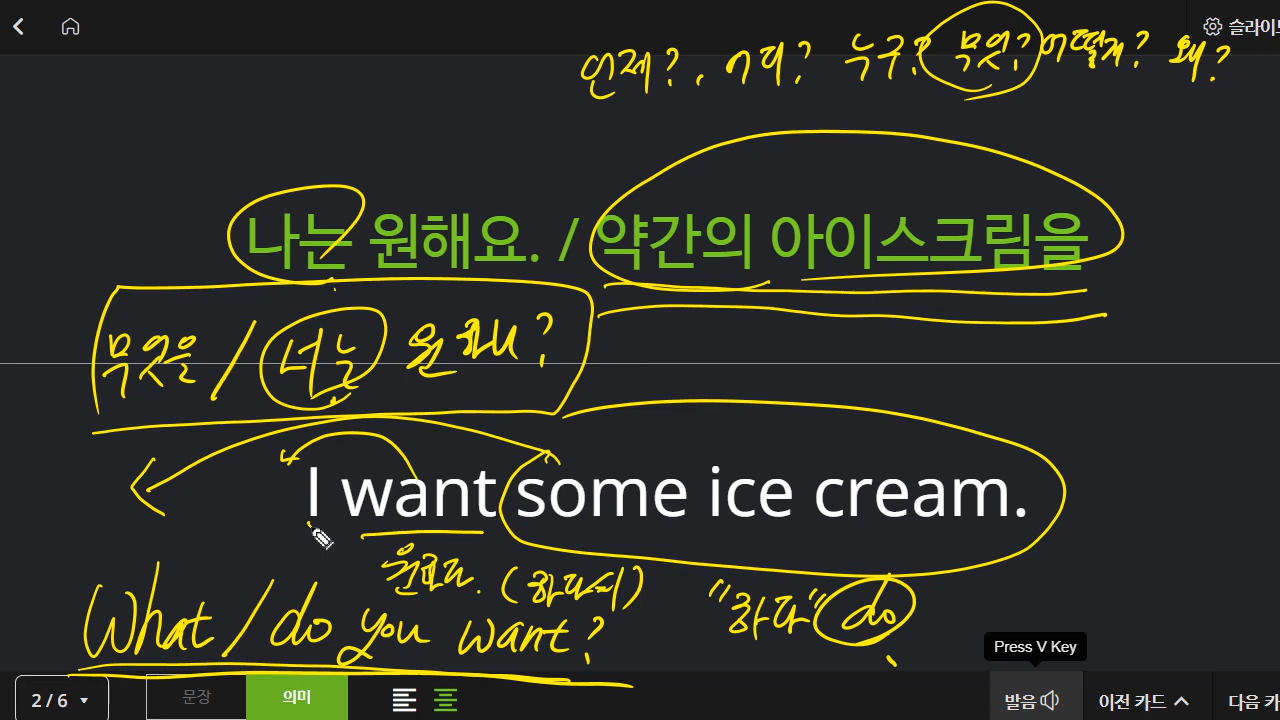 슬라이드
언제?, 어디? 누구? 무엇? 어떻게? 왜?
나는 원해요. / 약간의 아이스크림을
무엇을 / 너는 원해?
I want some ice cream.
원하다. (하다씨)
"하다" do
What / do you want?
Press V Key
2 / 6
문장
의미
발음
이전 카드
다음 카